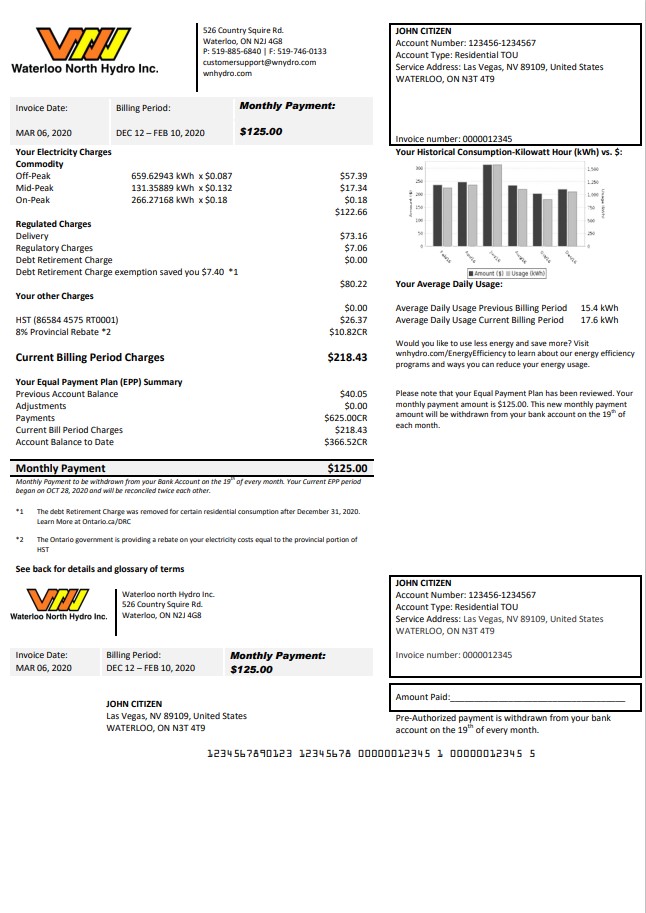 Waterloo North Hydro Inc.
526 Country Squire Rd.
Waterloo, ON N2J 4G8
P: 519-885-6840 | F: 519-746-0133
customersupport@wnydro.com
wnydro.com
JOHN CITIZEN
Account Number: 123456-1234567
Account Type: Residential TOU
Service Address: Las Vegas, NV 89109, United States
WATERLOO, ON N3T 4T9
Invoice number: 0000012345
Invoice Date: Billing Period: Monthly Payment:
MAR 06, 2020 DEC 12 – FEB 10, 2020 $125.00
Your Electricity Charges
Commodity
Off-Peak 659.62943 kWh x $0.087 $57.39
Mid-Peak 131.35889 kWh x $0.132 $17.34
On-Peak 266.27168 kWh x $0.18 $0.18
$122.66
Regulated Charges
Delivery $73.16
Regulatory Charges $7.06
Debt Retirement Charge $0.00
Debt Retirement Charge exemption saved you $7.40 *1
$80.22
Your other Charges
$0.00
HST (86584 4575 RT0001) $26.37
8% Provincial Rebate *2 $10.82CR
Current Billing Period Charges $218.43
Your Equal Payment Plan (EPP) Summary
Previous Account Balance $40.05
Adjustments $0.00
Payments $625.00CR
Current Bill Period Charges $218.43
Account Balance to Date $366.52CR
Monthly Payment $125.00
Monthly Payment to be withdrawn from your Bank Account on the 19th of every month. Your Current EPP period
began on OCT 28, 2020 and will be reconciled twice each other.
*1 The debt Retirement Charge was removed for certain residential consumption after December 31, 2020.
Learn More at Ontario.ca/DRC
*2 The Ontario government is providing a rebate on your electricity costs equal to the provincial portion of
HST
See back for details and glossary of terms
Your Historical Consumption-Kilowatt Hour (kWh) vs. $:
300
250
200
150
100
50
0
1,500
1,250
1,000
750
500
250
0
Amount ($) Usage (kWh)
Your Average Daily Usage:
Average Daily Usage Previous Billing Period 15.4 kWh
Average Daily Usage Current Billing Period 17.6 kWh
Would you like to use less energy and save more? Visit
wnhydro.com/EnergyEfficiency to learn about our energy efficiency
programs and ways you can reduce your energy usage.
Please note that your Equal Payment Plan has been reviewed. Your
monthly payment amount is $125.00. This new monthly payment
amount will be withdrawn from your bank account on the 19th of
each month.
Waterloo North Hydro Inc.
Waterloo north Hydro Inc.
526 Country Squire Rd.
Waterloo, ON N2J 4G8
JOHN CITIZEN
Account Number: 123456-1234567
Account Type: Residential TOU
Service Address: Las Vegas, NV 89109, United States
WATERLOO, ON N3T 4T9
Invoice number: 0000012345
Invoice Date: Billing Period: Monthly Payment:
MAR 06, 2020 DEC 12 – FEB 10, 2020 $125.00
Amount Paid:
JOHN CITIZEN
Las Vegas, NV 89109, United States
WATERLOO, ON N3T 4T9
Pre-Authorized payment is withdrawn from your bank
account on the 19th of every month.
1234567890123 12345678 00000012345 1 00000012345 5